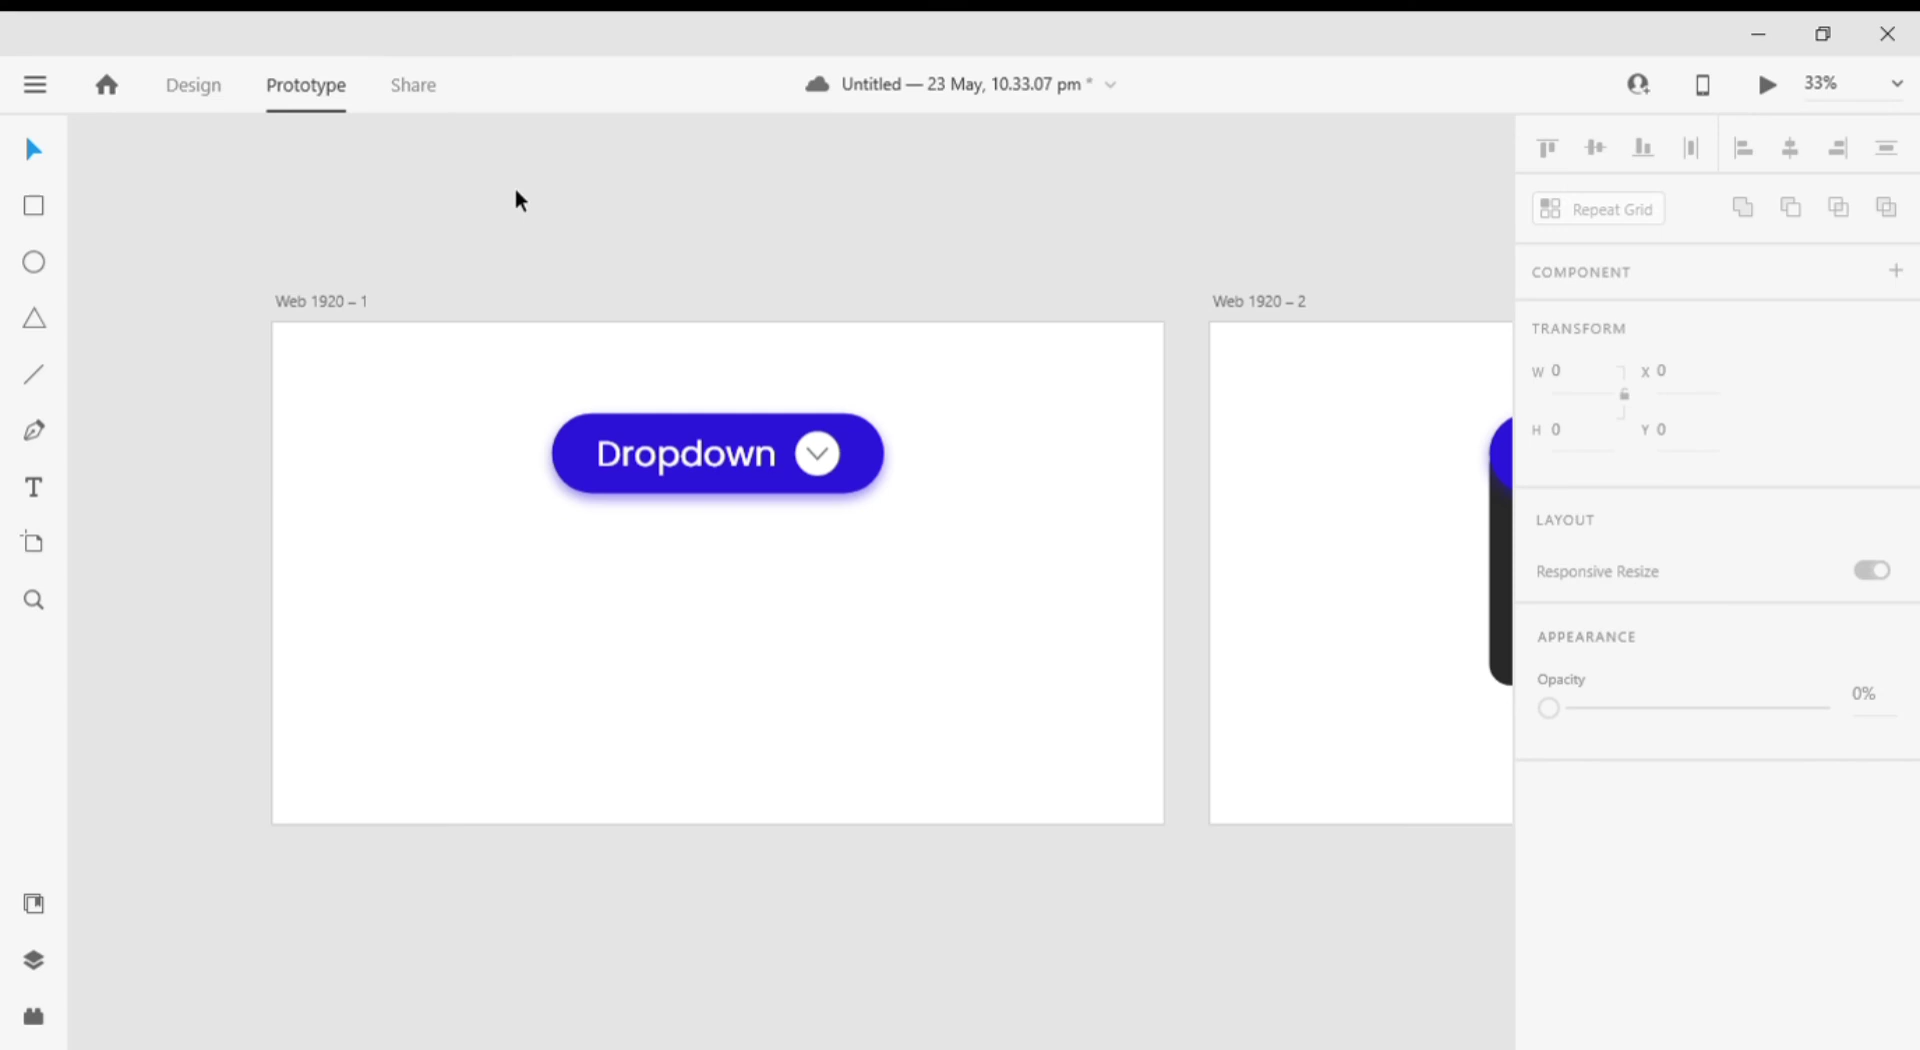 Design Prototype Share Untitled — 23 May, 10.33.07 pm * 33%
Repeat Grid
COMPONENT
Web 1920 – 1 Web 1920 – 2
TRANSFORM
W 0 X 0
H 0 Y 0
Dropdown
LAYOUT
Responsive Resize
APPEARANCE
Opacity
0%